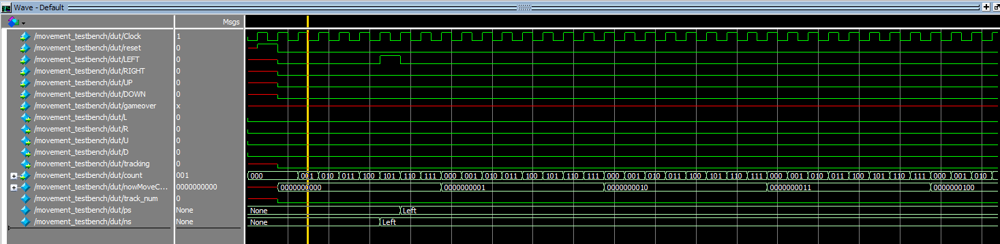 Wave - Default
Msgs
/movement_testbench/dut/Clock 1
/movement_testbench/dut/reset 0
/movement_testbench/dut/LEFT 0
/movement_testbench/dut/RIGHT 0
/movement_testbench/dut/UP 0
/movement_testbench/dut/DOWN 0
/movement_testbench/dut/gameover x
/movement_testbench/dut/L 0
/movement_testbench/dut/R 0
/movement_testbench/dut/U 0
/movement_testbench/dut/D 0
/movement_testbench/dut/tracking 0
/movement_testbench/dut/count 001 000 001 010 011 100 101 110 111 000 001 010 011 100 101 110 111 000 001 010 011 100 101 110 111 000 001 010 011 100 101 110 111 000 001 010
/movement_testbench/dut/nowMoveC... 0000000000 0000000000 0000000001 0000000010 0000000011 0000000100
/movement_testbench/dut/track_num 0
/movement_testbench/dut/ps None None Left
/movement_testbench/dut/ns None None Left